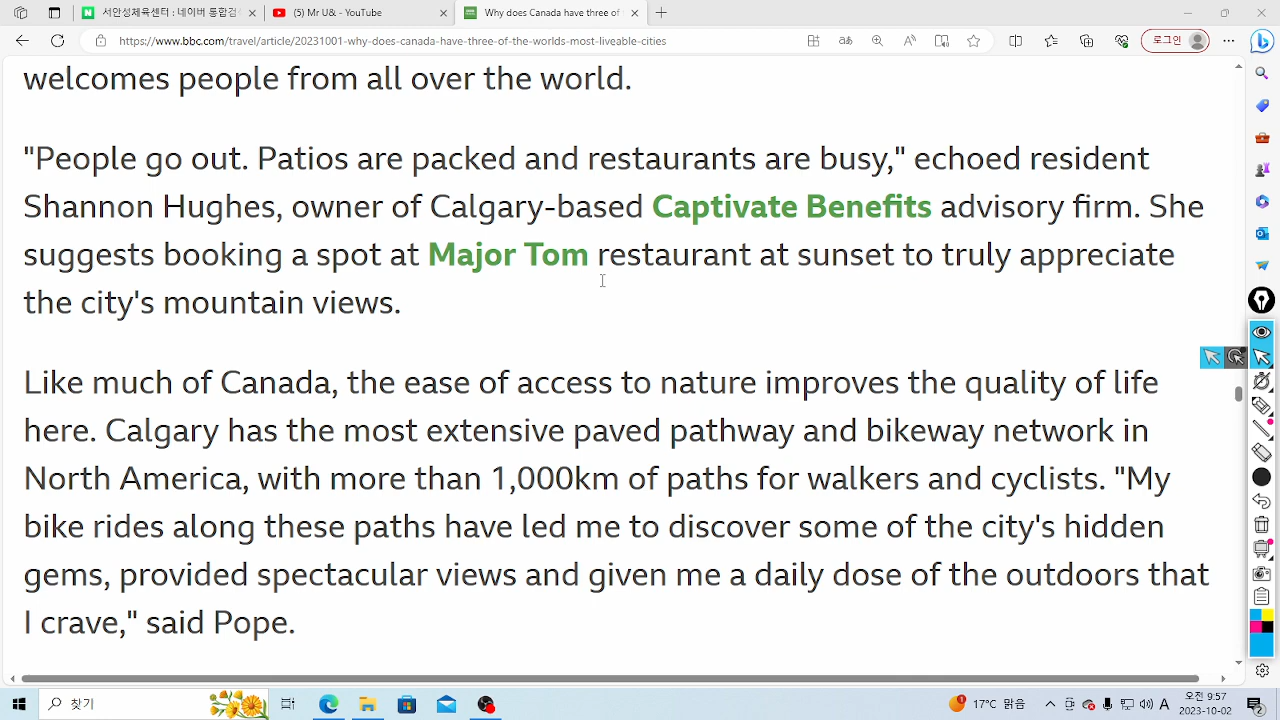 서안성체육센터 : 네이버 통합검색
(5) Mr U& - YouTube
Why does Canada have three of
https://www.bbc.com/travel/article/20231001-why-does-canada-have-three-of-the-worlds-most-liveable-cities
로그인
welcomes people from all over the world.
"People go out. Patios are packed and restaurants are busy," echoed resident
Shannon Hughes, owner of Calgary-based Captivate Benefits advisory firm. She
suggests booking a spot at Major Tom restaurant at sunset to truly appreciate
the city's mountain views.
Like much of Canada, the ease of access to nature improves the quality of life
here. Calgary has the most extensive paved pathway and bikeway network in
North America, with more than 1,000km of paths for walkers and cyclists. "My
bike rides along these paths have led me to discover some of the city's hidden
gems, provided spectacular views and given me a daily dose of the outdoors that
I crave," said Pope.
찾기
1
17°C 맑음
A
오전 9:57
2023-10-02
2